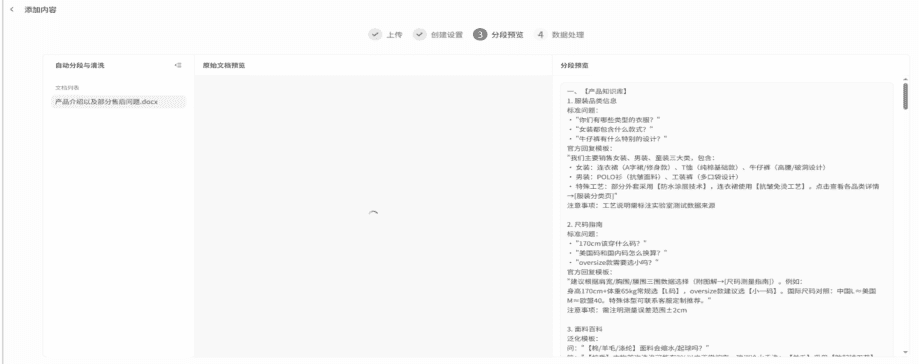 添加内容
上传
创建设置
3 分段预览
4 数据处理
自动分段与清洗
原始文档预览
分段预览
文档列表
产品介绍以及部分售后问题.docx
一、【产品知识库】
1. 服装品类信息
标准问题：
• "你们有哪些类型的衣服？"
• "女装都包含什么款式？"
• "牛仔裤有什么特别的设计？"
官方回复模板：
"我们主要销售女装、男装、童装三大类，包含：
• 女装：连衣裙（A字裙/修身款）、T恤（纯棉基础款）、牛仔裤（高腰/破洞设计）
• 男装：POLO衫（抗皱面料）、工装裤（多口袋设计）
• 特殊工艺：部分外套采用【防水涂层技术】，连衣裙使用【抗皱免烫工艺】，点击查看各品类详情
→[服装分类页]"
注意事项：工艺说明需标注实验室测试数据来源
2. 尺码指南
标准问题：
• "170cm该穿什么码？"
• "美国码和国内码怎么换算？"
• "oversize款需要选小吗？"
官方回复模板：
"建议根据肩宽/胸围/腰围三围数据选择（附图解→[尺码测量指南]）。例如：
身高170cm+体重65kg常规选【L码】，oversize款建议选【小一码】。国际尺码对照：中国L=美国
M=欧盟40。特殊体型可联系客服定制推荐。"
注意事项：需注明测量误差范围±2cm
3. 面料百科
泛化模板：
问："【棉/羊毛/涤纶】面料会缩水/起球吗？"